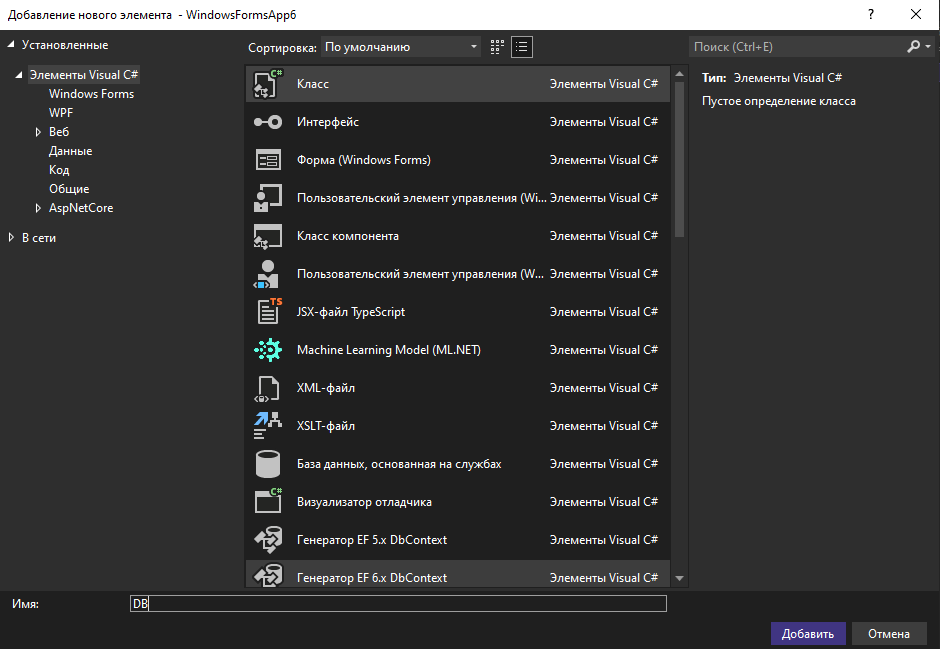 Добавление нового элемента - WindowsFormsApp6
Установленные
Элементы Visual C#
Windows Forms
WPF
Веб
Данные
Код
Общие
AspNetCore
В сети
Сортировка: По умолчанию
Класс Элементы Visual C#
Интерфейс Элементы Visual C#
Форма (Windows Forms) Элементы Visual C#
Пользовательский элемент управления (Wi... Элементы Visual C#
Класс компонента Элементы Visual C#
Пользовательский элемент управления (W... Элементы Visual C#
JSX-файл TypeScript Элементы Visual C#
Machine Learning Model (ML.NET) Элементы Visual C#
XML-файл Элементы Visual C#
XSLT-файл Элементы Visual C#
База данных, основанная на службах Элементы Visual C#
Визуализатор отладчика Элементы Visual C#
Генератор EF 5.x DbContext Элементы Visual C#
Генератор EF 6.x DbContext Элементы Visual C#
Поиск (Ctrl+E)
Тип: Элементы Visual C#
Пустое определение класса
Имя: DB
Добавить Отмена